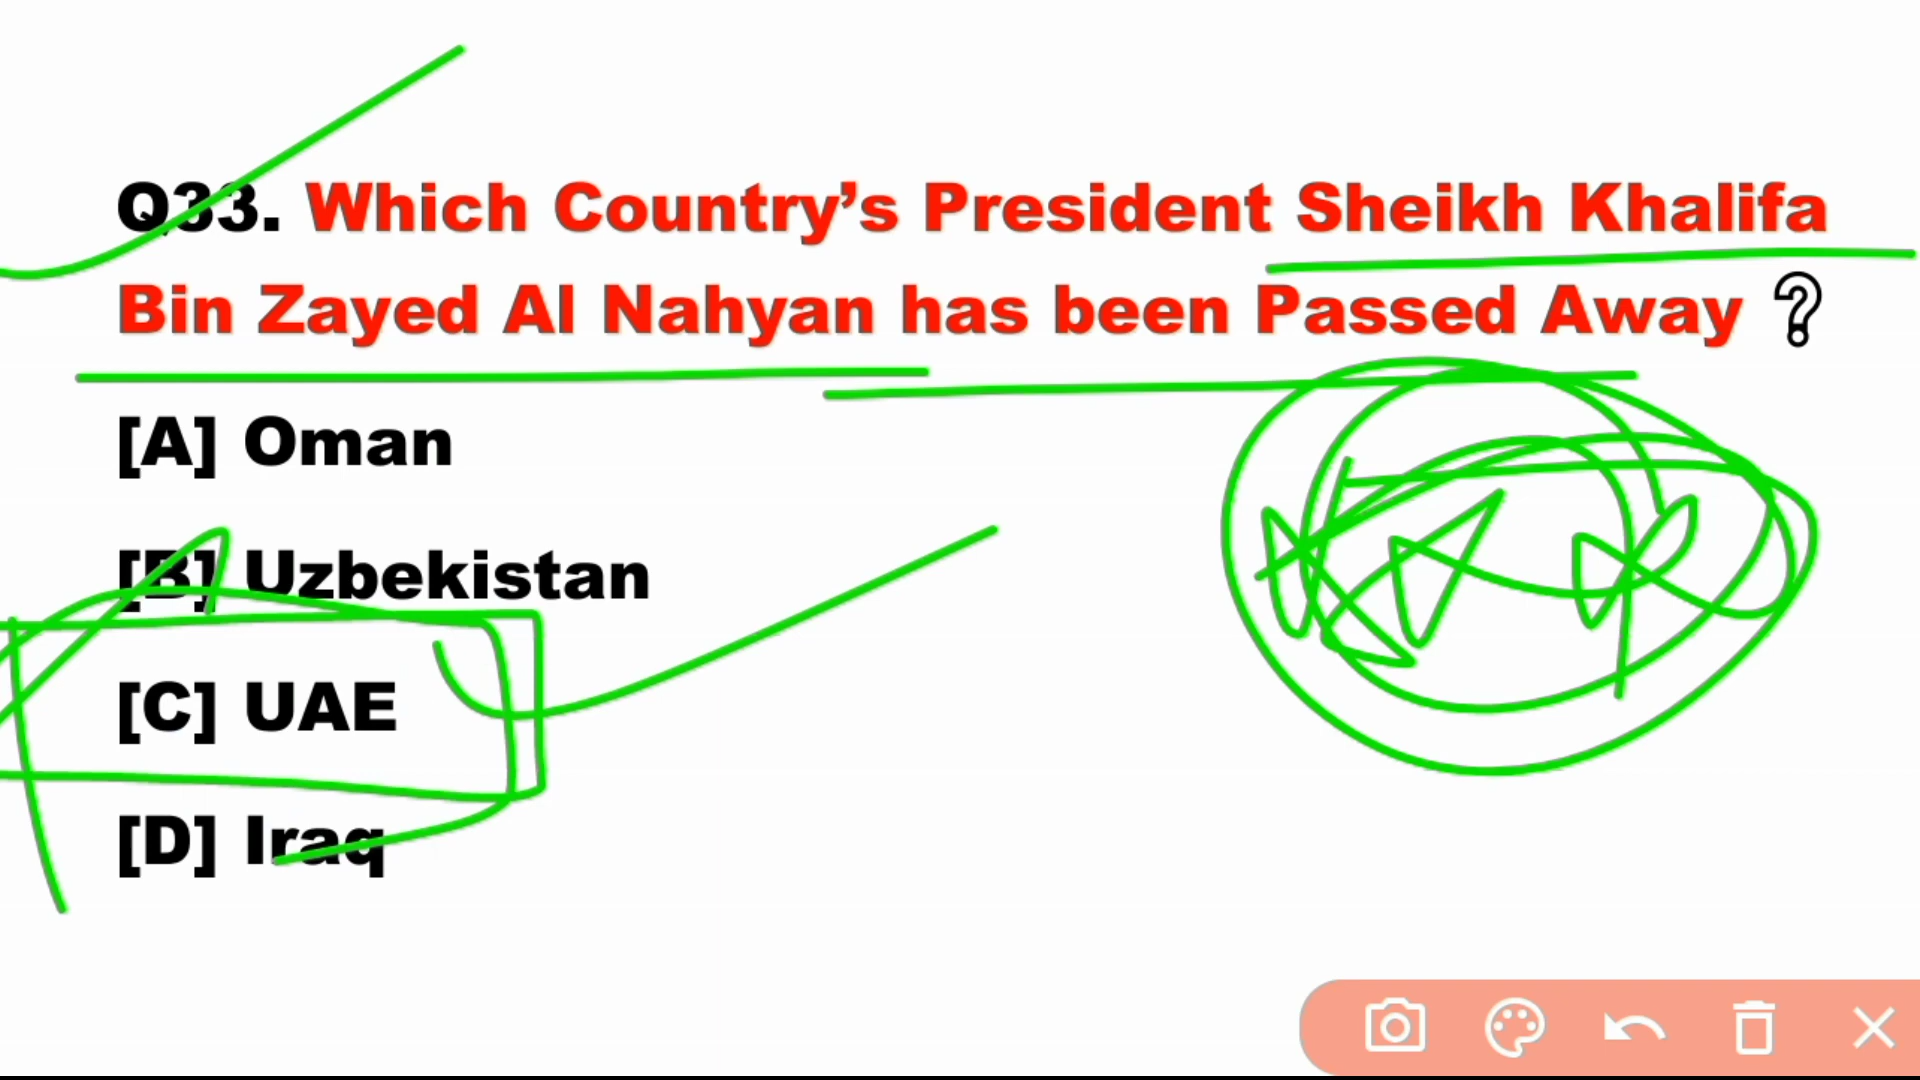 Q33. Which Country’s President Sheikh Khalifa
Bin Zayed Al Nahyan has been Passed Away ?
[A] Oman
[B] Uzbekistan
[C] UAE
[D] Iraq